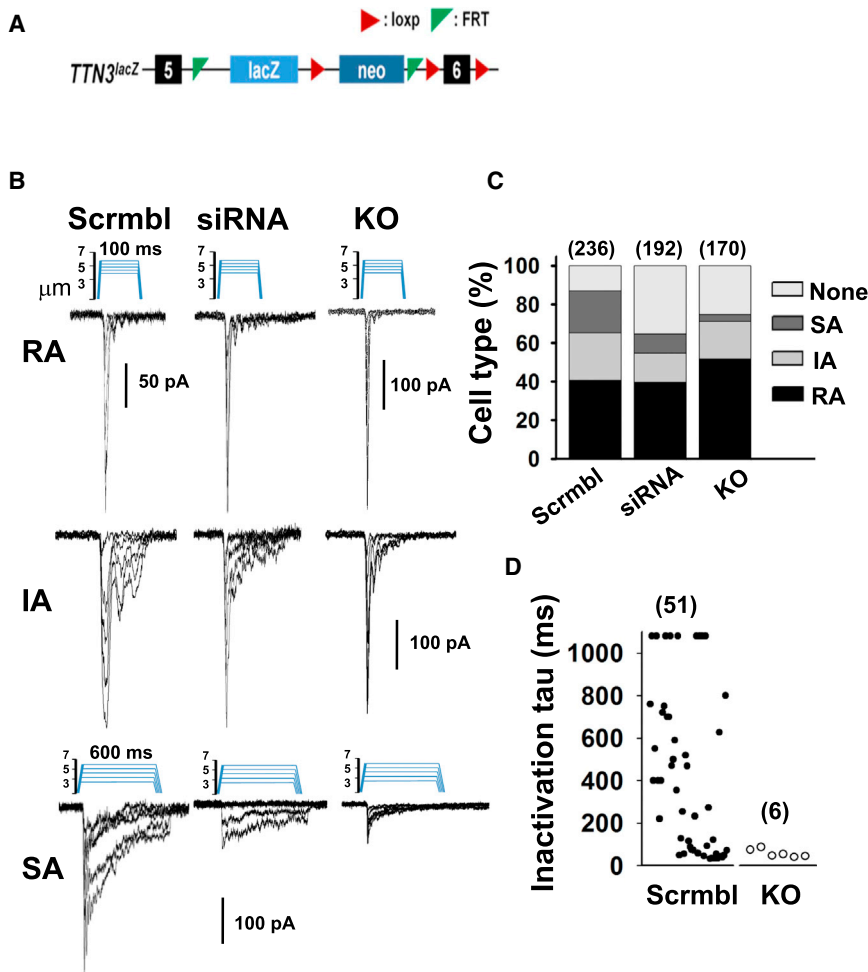 A
: loxp : FRT
TTN3lacZ 5 lacZ neo 6
B
Scrmbl siRNA KO
7
5
3
μm
100 ms
7
5
3
7
5
3
RA
50 pA
100 pA
IA
100 pA
7
5
3
600 ms
7
5
3
7
5
3
SA
100 pA
C
(236) (192) (170)
Cell type (%)
100
80
60
40
20
0
None
SA
IA
RA
Scrmbl siRNA KO
D
(51)
Inactivation tau (ms)
1000
800
600
400
200
0
(6)
Scrmbl KO